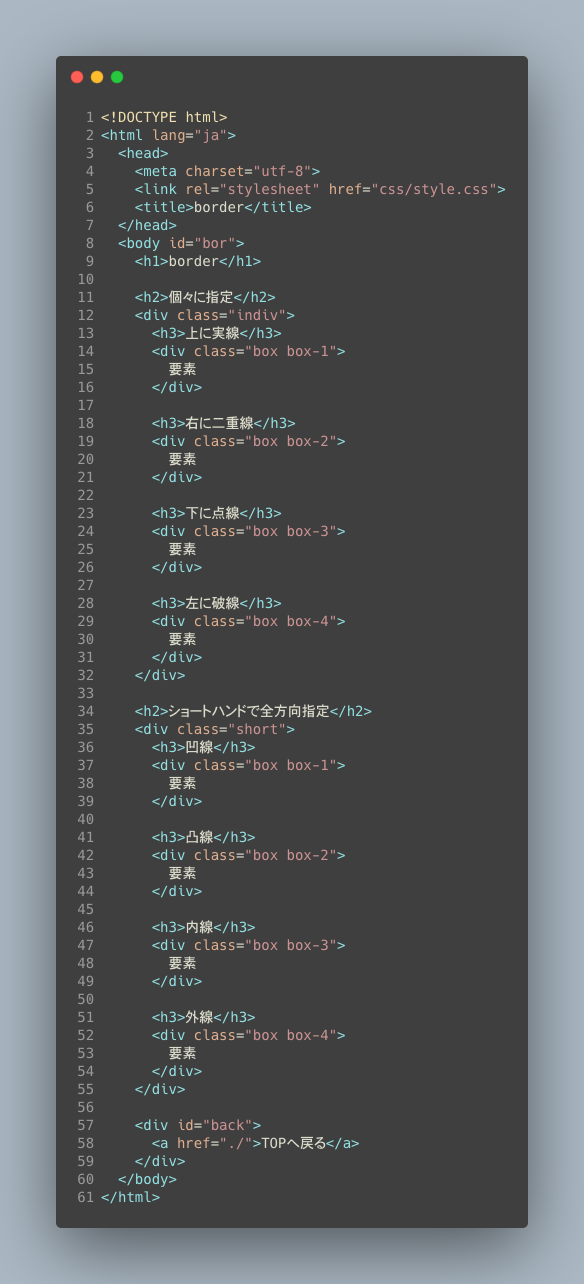 1 <!DOCTYPE html>
2 <html lang="ja">
3   <head>
4     <meta charset="utf-8">
5     <link rel="stylesheet" href="css/style.css">
6     <title>border</title>
7   </head>
8   <body id="bor">
9     <h1>border</h1>
10
11     <h2>個々に指定</h2>
12     <div class="indiv">
13       <h3>上に実線</h3>
14       <div class="box box-1">
15         要素
16       </div>
17
18       <h3>右に二重線</h3>
19       <div class="box box-2">
20         要素
21       </div>
22
23       <h3>下に点線</h3>
24       <div class="box box-3">
25         要素
26       </div>
27
28       <h3>左に破線</h3>
29       <div class="box box-4">
30         要素
31       </div>
32     </div>
33
34     <h2>ショートハンドで全方向指定</h2>
35     <div class="short">
36       <h3>凹線</h3>
37       <div class="box box-1">
38         要素
39       </div>
40
41       <h3>凸線</h3>
42       <div class="box box-2">
43         要素
44       </div>
45
46       <h3>内線</h3>
47       <div class="box box-3">
48         要素
49       </div>
50
51       <h3>外線</h3>
52       <div class="box box-4">
53         要素
54       </div>
55     </div>
56
57     <div id="back">
58       <a href="./">TOPへ戻る</a>
59     </div>
60   </body>
61 </html>